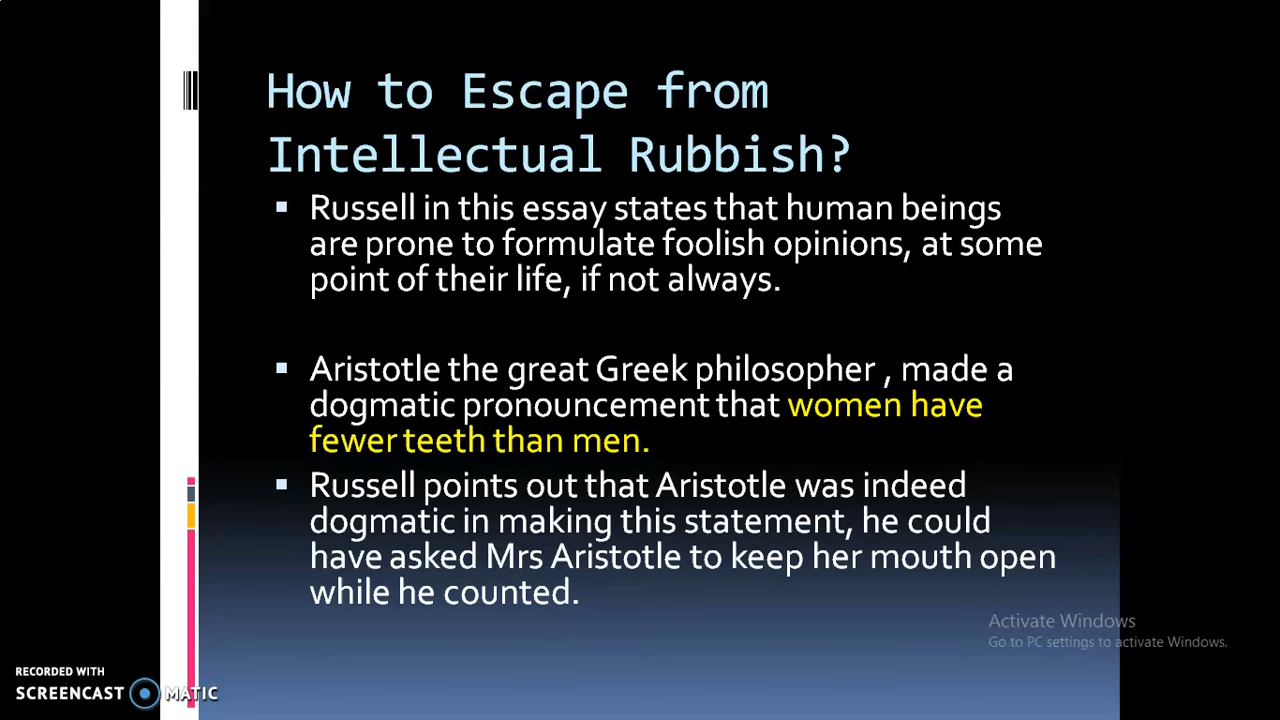 How to Escape from
Intellectual Rubbish?
Russell in this essay states that human beings
are prone to formulate foolish opinions, at some
point of their life, if not always.
Aristotle the great Greek philosopher , made a
dogmatic pronouncement that women have
fewer teeth than men.
Russell points out that Aristotle was indeed
dogmatic in making this statement, he could
have asked Mrs Aristotle to keep her mouth open
while he counted.
Activate Windows
Go to PC settings to activate Windows.
RECORDED WITH
SCREENCAST MATIC